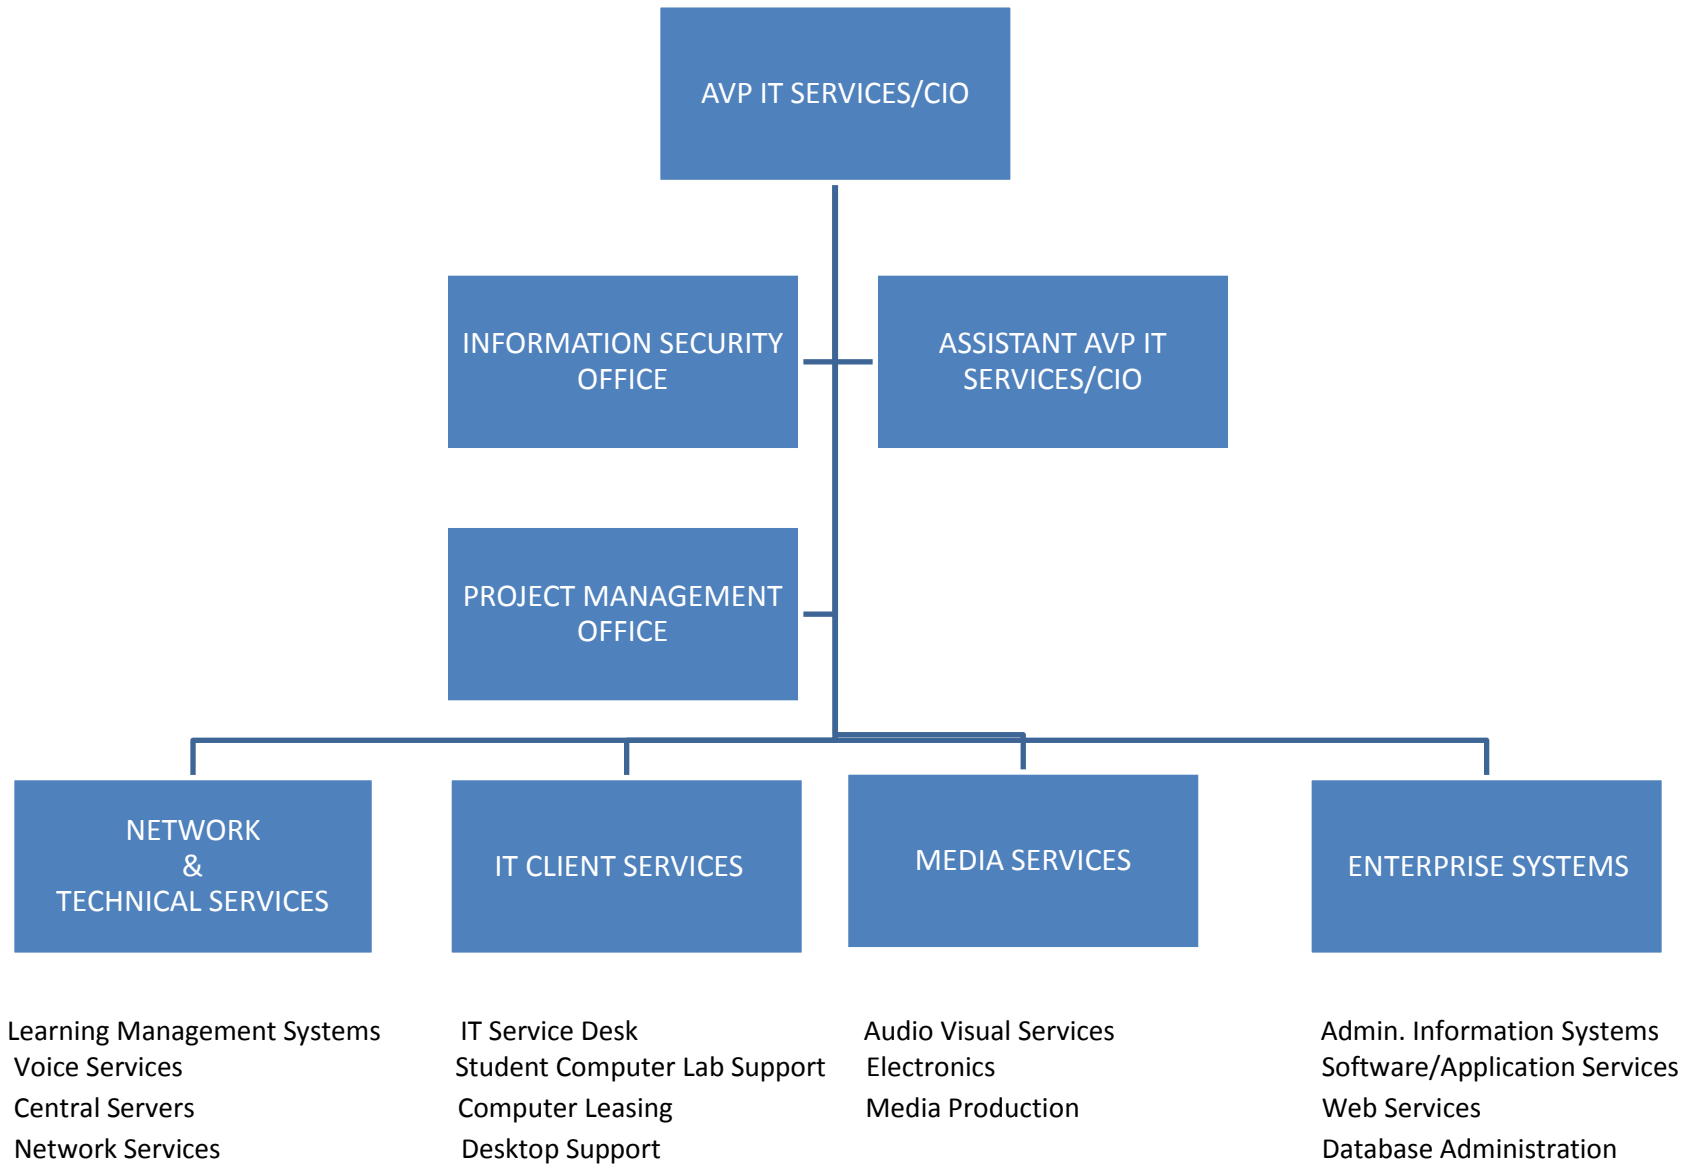 AVP IT SERVICES/CIO
INFORMATION SECURITY
OFFICE
ASSISTANT AVP IT
SERVICES/CIO
PROJECT MANAGEMENT
OFFICE
NETWORK
&
TECHNICAL SERVICES
IT CLIENT SERVICES
MEDIA SERVICES
ENTERPRISE SYSTEMS
Learning Management Systems
Voice Services
Central Servers
Network Services
IT Service Desk
Student Computer Lab Support
Computer Leasing
Desktop Support
Audio Visual Services
Electronics
Media Production
Admin. Information Systems
Software/Application Services
Web Services
Database Administration